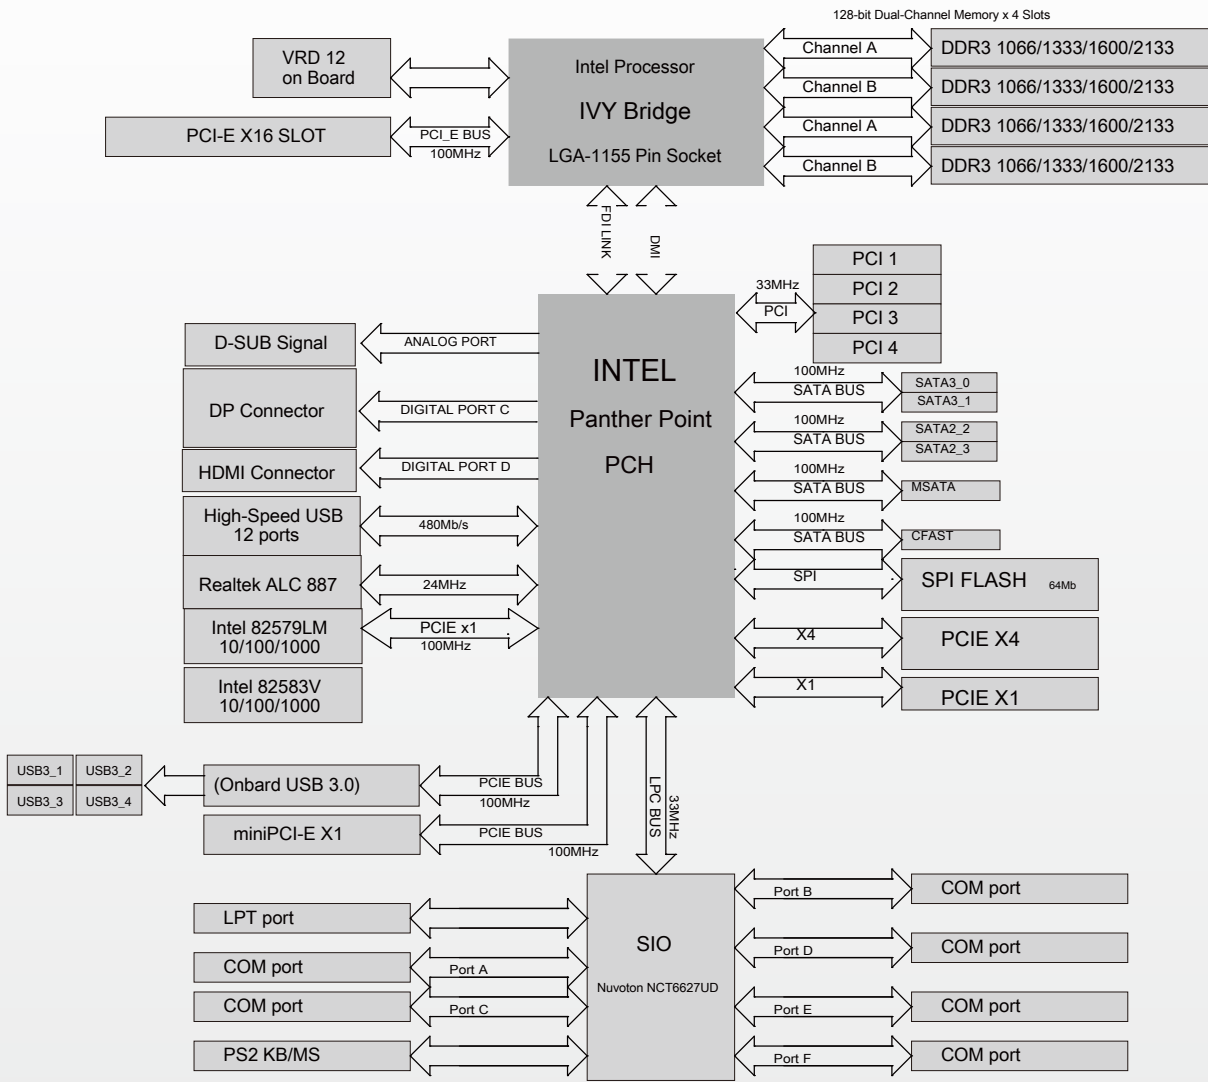 128-bit Dual-Channel Memory x 4 Slots
VRD 12
on Board
PCI-E X16 SLOT
PCI_E BUS
100MHz
Intel Processor
IVY Bridge
LGA-1155 Pin Socket
Channel A
DDR3 1066/1333/1600/2133
Channel B
DDR3 1066/1333/1600/2133
Channel A
DDR3 1066/1333/1600/2133
Channel B
DDR3 1066/1333/1600/2133
FDI LINK
DMI
33MHz
PCI
PCI 1
PCI 2
PCI 3
PCI 4
D-SUB Signal
ANALOG PORT
DP Connector
DIGITAL PORT C
HDMI Connector
DIGITAL PORT D
High-Speed USB
12 ports
480Mb/s
Realtek ALC 887
24MHz
Intel 82579LM
10/100/1000
PCIE x1
100MHz
Intel 82583V
10/100/1000
INTEL
Panther Point
PCH
100MHz
SATA BUS
SATA3_0
SATA3_1
100MHz
SATA BUS
SATA2_2
SATA2_3
100MHz
SATA BUS
MSATA
100MHz
SATA BUS
CFAST
SPI
SPI FLASH 64Mb
X4
PCIE X4
X1
PCIE X1
USB3_1
USB3_2
USB3_3
USB3_4
(Onbard USB 3.0)
PCIE BUS
100MHz
miniPCI-E X1
PCIE BUS
100MHz
LPC BUS
33MHz
SIO
Nuvoton NCT6627UD
LPT port
COM port
Port A
COM port
Port C
PS2 KB/MS
Port B
COM port
Port D
COM port
Port E
COM port
Port F
COM port